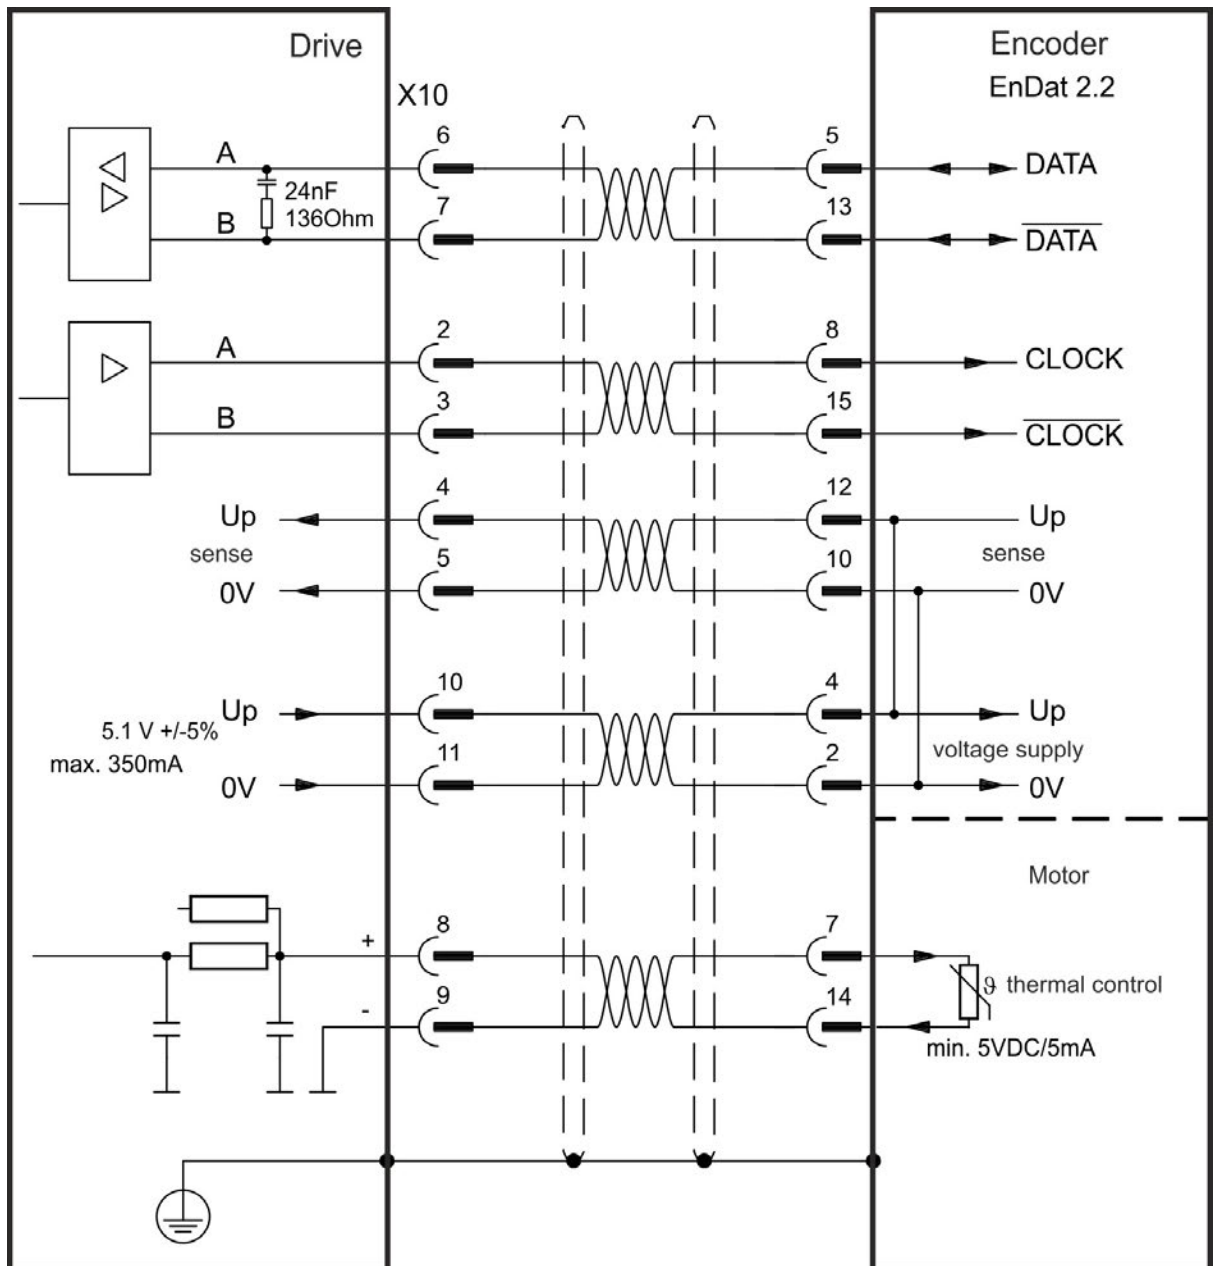 Drive
Encoder
EnDat 2.2
X10
A
6
5
DATA
24nF
136Ohm
B
7
13
DATA
A
2
8
CLOCK
B
3
15
CLOCK
Up
4
12
Up
sense
sense
0V
5
10
0V
Up
10
4
Up
5.1 V +/-5%
max. 350mA
voltage supply
0V
11
2
0V
Motor
+
8
7
ϑ thermal control
-
9
14
min. 5VDC/5mA